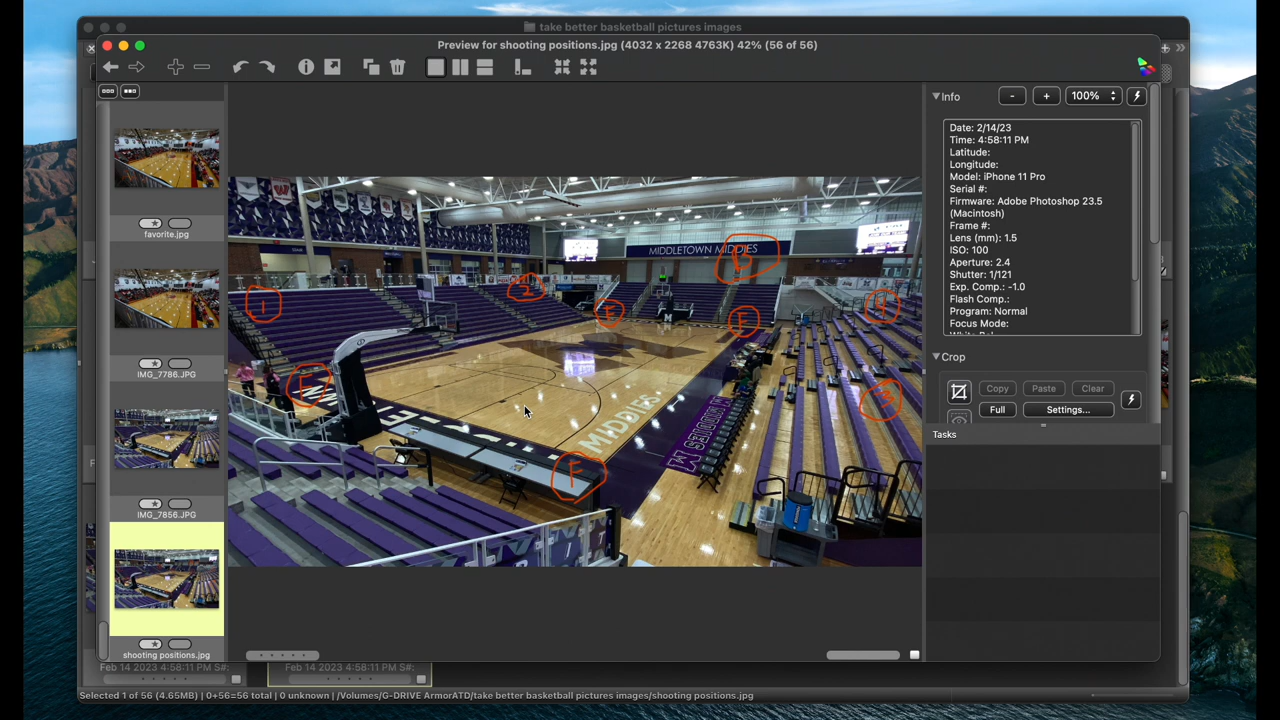 take better basketball pictures images
Preview for shooting positions.jpg (4032 x 2268 4763K) 42% (56 of 56)
Info
-
+
100%
Date: 2/14/23
Time: 4:58:11 PM
Latitude:
Longitude:
Model: iPhone 11 Pro
Serial #:
Firmware: Adobe Photoshop 23.5
(Macintosh)
Frame #:
Lens (mm): 1.5
ISO: 100
Aperture: 2.4
Shutter: 1/121
Exp. Comp.: -1.0
Flash Comp.:
Program: Normal
Focus Mode:
Crop
Copy
Paste
Clear
Full
Settings...
Tasks
favorite.jpg
IMG_7786.JPG
IMG_7856.JPG
shooting positions.jpg
MIDDLETOWN MIDDIES
1
2
F
F
4
3
F
M
MIDDIES
MIDDIES
M
Feb 14 2023 4:58:11 PM S#:
Feb 14 2023 4:58:11 PM S#:
Selected 1 of 56 (4.65MB) | 0+56=56 total | 0 unknown | /Volumes/G-DRIVE ArmorATD/take better basketball pictures images/shooting positions.jpg